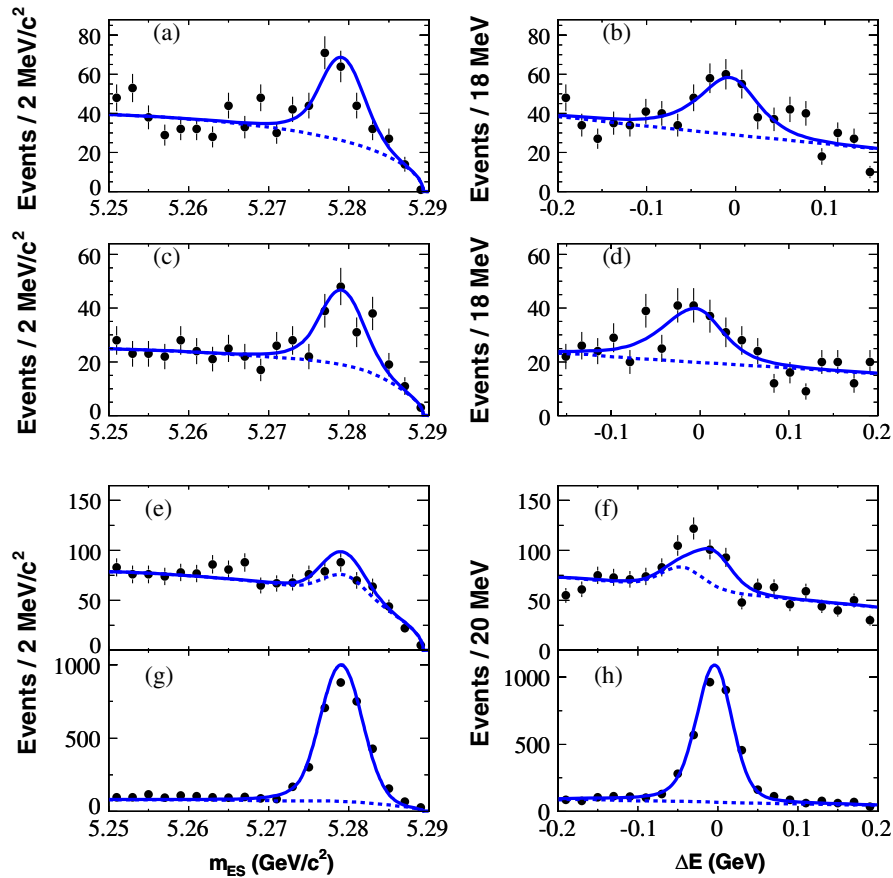 (a)
Events / 2 MeV/c²
80
60
40
20
0
5.25 5.26 5.27 5.28 5.29
(b)
Events / 18 MeV
80
60
40
20
0
-0.2 -0.1 0 0.1
(c)
Events / 2 MeV/c²
60
40
20
0
5.25 5.26 5.27 5.28 5.29
(d)
Events / 18 MeV
60
40
20
0
-0.1 0 0.1 0.2
(e)
Events / 2 MeV/c²
150
100
50
0
(f)
Events / 20 MeV
150
100
50
0
(g)
1000
500
0
5.25 5.26 5.27 5.28 5.29
m_ES (GeV/c²)
(h)
1000
500
0
-0.2 -0.1 0 0.1 0.2
ΔE (GeV)